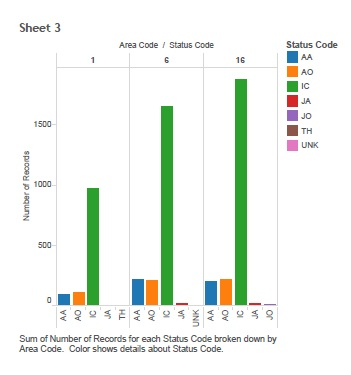 Sheet 3
Area Code / Status Code
Status Code
1 6 16
AA
AO
IC
JA
JO
TH
UNK
Number of Records
1500
1000
500
0
AA AO IC JA TH AA AO IC JA UNK AA AO IC JA JO
Sum of Number of Records for each Status Code broken down by
Area Code. Color shows details about Status Code.